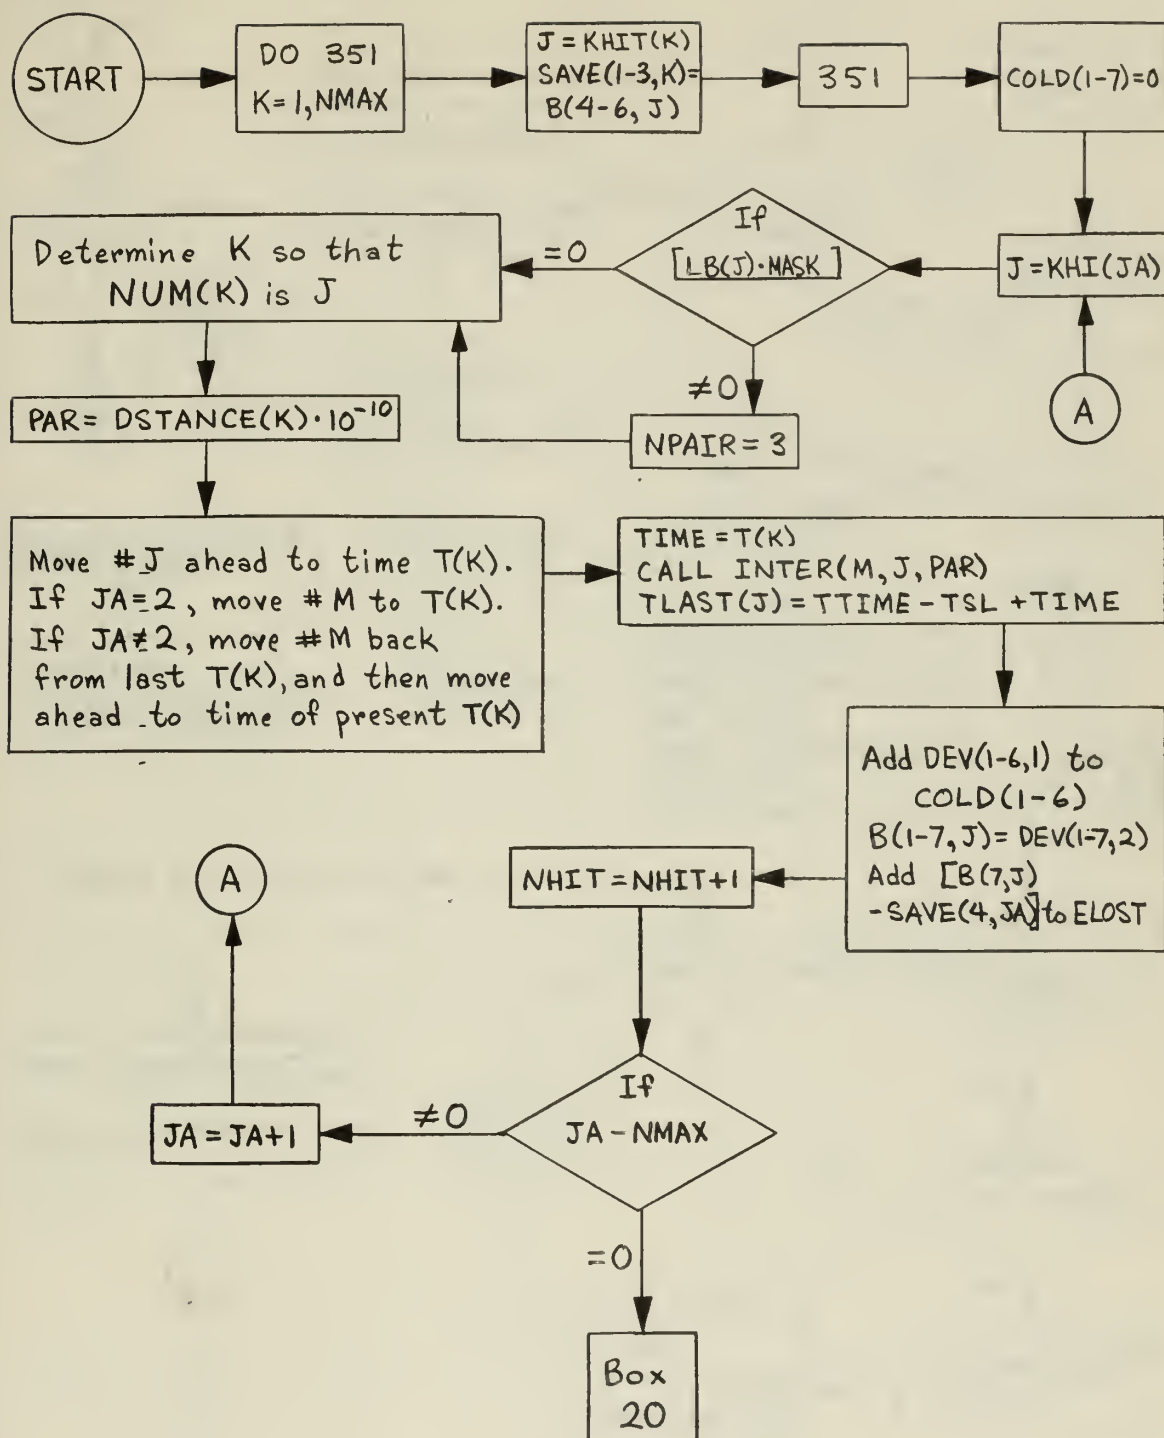 START
DO 351
K=1,NMAX
J=KHIT(K)
SAVE(1-3,K)=
B(4-6, J)
351
COLD(1-7)=0
Determine K so that
NUM(K) is J
=0
If
[LB(J)·MASK]
J=KHI(JA)
≠0
A
PAR= DSTANCE(K)·10⁻¹⁰
NPAIR=3
Move #J ahead to time T(K).
If JA=2, move #M to T(K).
If JA≠2, move #M back
from last T(K), and then move
ahead to time of present T(K)
TIME=T(K)
CALL INTER(M,J,PAR)
TLAST(J)=TTIME-TSL+TIME
Add DEV(1-6,1) to
COLD(1-6)
B(1-7,J)=DEV(1-7,2)
Add [B(7,J)
-SAVE(4,JA)] to ELOST
NHIT=NHIT+1
A
If
JA-NMAX
≠0
JA=JA+1
=0
Box
20